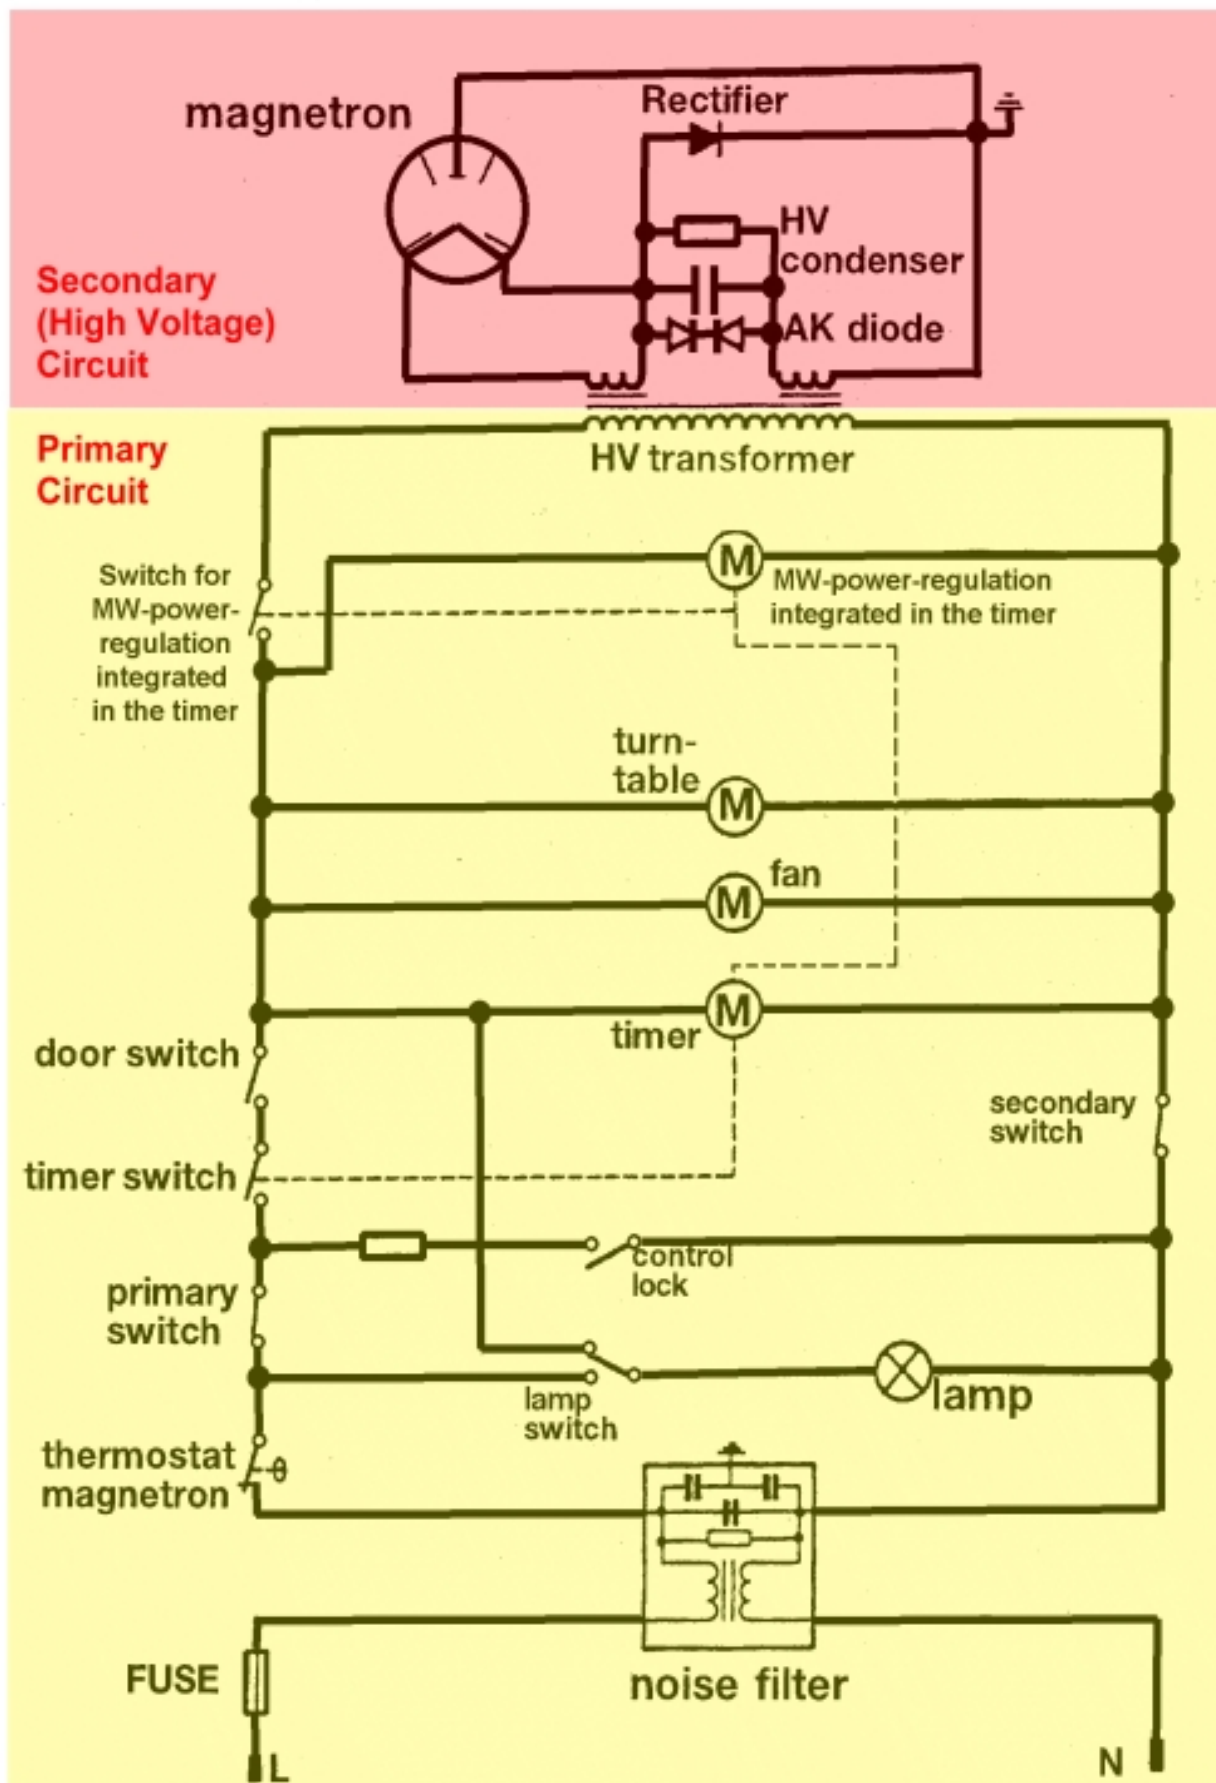 magnetron
Rectifier
HV
condenser
AK diode
Secondary
(High Voltage)
Circuit
Primary
Circuit
HV transformer
Switch for
MW-power-
regulation
integrated
in the timer
M
MW-power-regulation
integrated in the timer
turn-
table
M
fan
M
timer
M
door switch
secondary
switch
timer switch
control
lock
primary
switch
lamp
switch
lamp
thermostat
magnetron
noise filter
FUSE
L
N